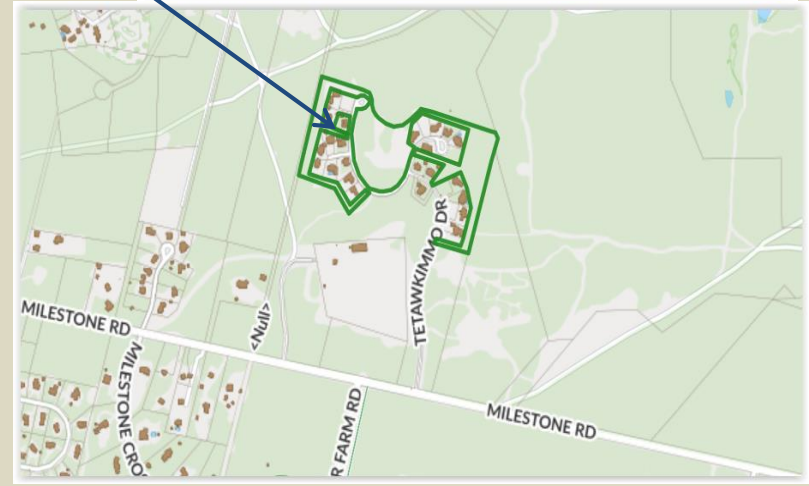 MILESTONE RD
<Null>
TETAWKIMMO DR
MILESTONE CRO
R FARM RD
MILESTONE RD